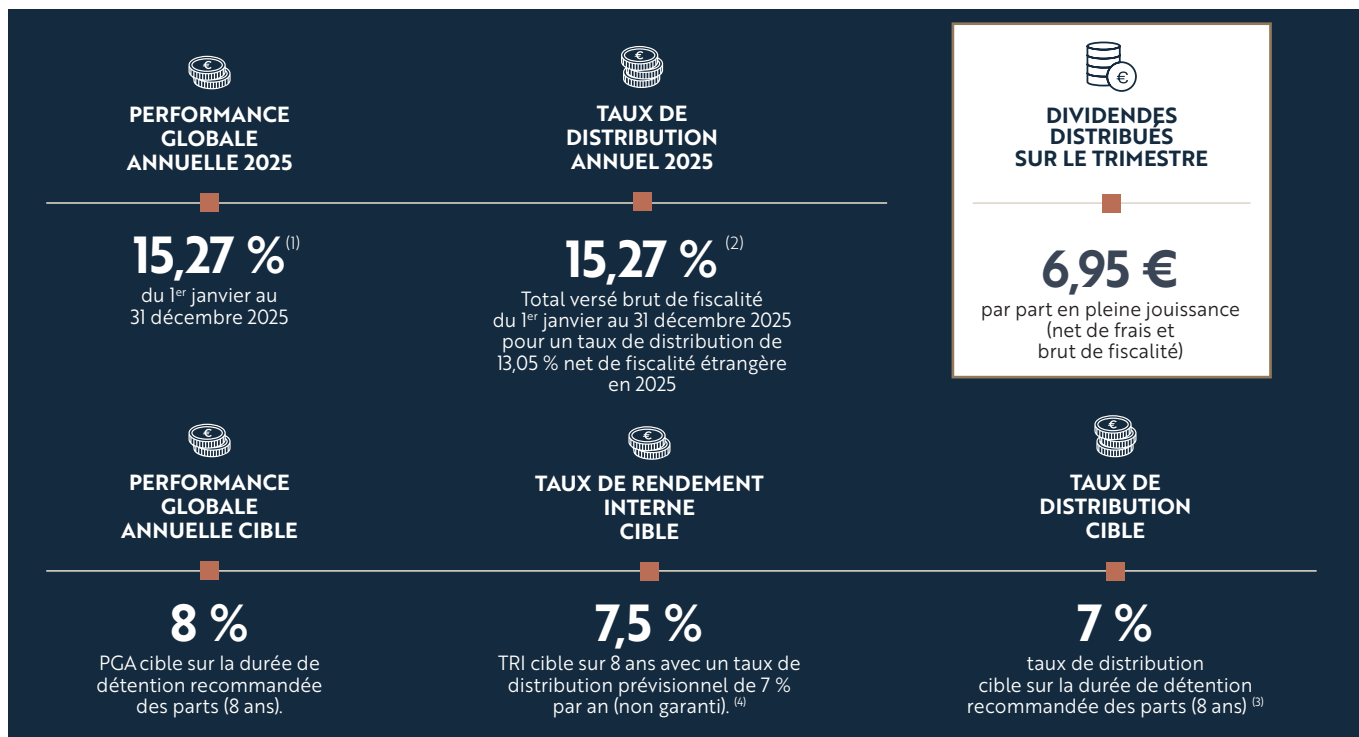 PERFORMANCE
GLOBALE
ANNUELLE 2025
15,27 % (1)
du 1er janvier au
31 décembre 2025
TAUX DE
DISTRIBUTION
ANNUEL 2025
15,27 % (2)
Total versé brut de fiscalité
du 1er janvier au 31 décembre 2025
pour un taux de distribution de
13,05 % net de fiscalité étrangère
en 2025
€
DIVIDENDES
DISTRIBUÉS
SUR LE TRIMESTRE
6,95 €
par part en pleine jouissance
(net de frais et
brut de fiscalité)
PERFORMANCE
GLOBALE
ANNUELLE CIBLE
8 %
PGA cible sur la durée de
détention recommandée
des parts (8 ans).
TAUX DE RENDEMENT
INTERNE
CIBLE
7,5 %
TRI cible sur 8 ans avec un taux de
distribution prévisionnel de 7 %
par an (non garanti). (4)
TAUX DE
DISTRIBUTION
CIBLE
7 %
taux de distribution
cible sur la durée de détention
recommandée des parts (8 ans) (3)